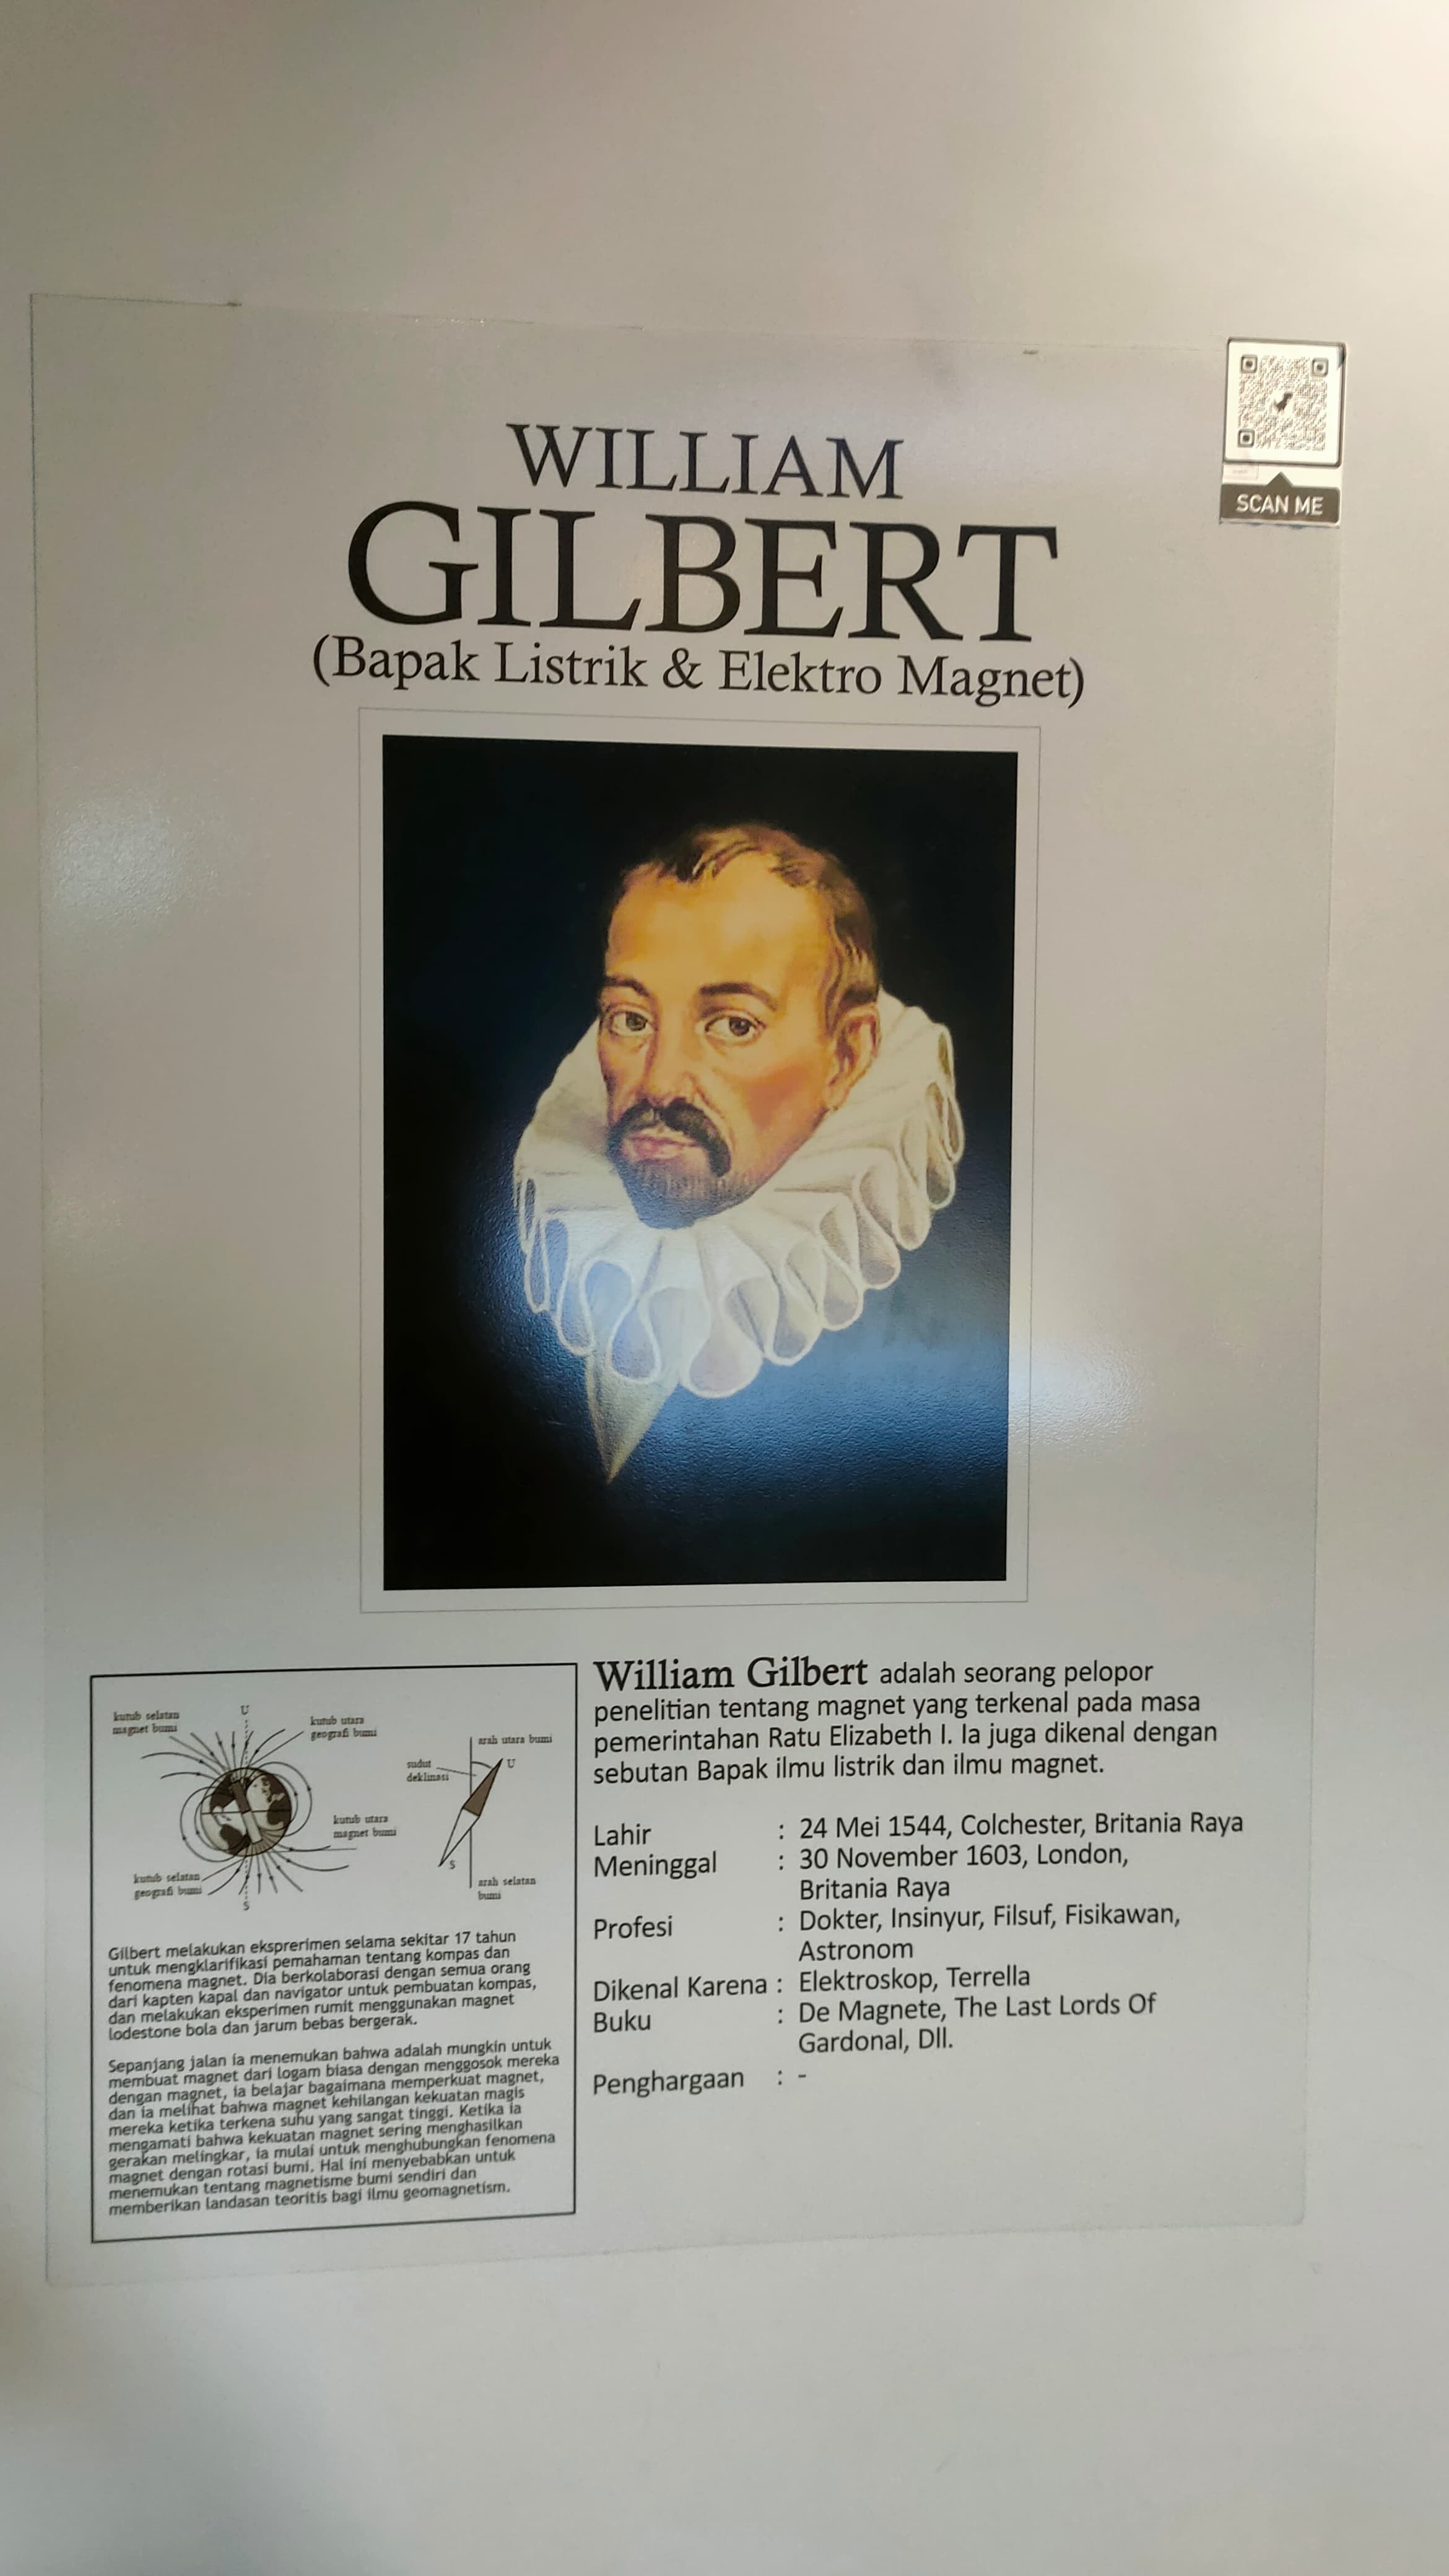 SCAN ME
WILLIAM
GILBERT
(Bapak Listrik & Elektro Magnet)
kutub selatan
magnet bumi
U
kutub utara
geografi bumi
kutub utara
magnet bumi
kutub selatan
geografi bumi
S
arah utara bumi
sudut
deklinasi
U
S
arah selatan
bumi
Gilbert melakukan eksprerimen selama sekitar 17 tahun
untuk mengklarifikasi pemahaman tentang kompas dan
fenomena magnet. Dia berkolaborasi dengan semua orang
dari kapten kapal dan navigator untuk pembuatan kompas,
dan melakukan eksperimen rumit menggunakan magnet
lodestone bola dan jarum bebas bergerak.
Sepanjang jalan ia menemukan bahwa adalah mungkin untuk
membuat magnet dari logam biasa dengan menggosok mereka
dengan magnet, ia belajar bagaimana memperkuat magnet,
dan ia melihat bahwa magnet kehilangan kekuatan magis
mereka ketika terkena suhu yang sangat tinggi. Ketika ia
mengamati bahwa kekuatan magnet sering menghasilkan
gerakan melingkar, ia mulai untuk menghubungkan fenomena
magnet dengan rotasi bumi. Hal ini menyebabkan untuk
menemukan tentang magnetisme bumi sendiri dan
memberikan landasan teoritis bagi ilmu geomagnetism.
William Gilbert adalah seorang pelopor
penelitian tentang magnet yang terkenal pada masa
pemerintahan Ratu Elizabeth I. Ia juga dikenal dengan
sebutan Bapak ilmu listrik dan ilmu magnet.
Lahir : 24 Mei 1544, Colchester, Britania Raya
Meninggal : 30 November 1603, London,
Britania Raya
Profesi : Dokter, Insinyur, Filsuf, Fisikawan,
Astronom
Dikenal Karena : Elektroskop, Terrella
Buku : De Magnete, The Last Lords Of
Gardonal, Dll.
Penghargaan : -